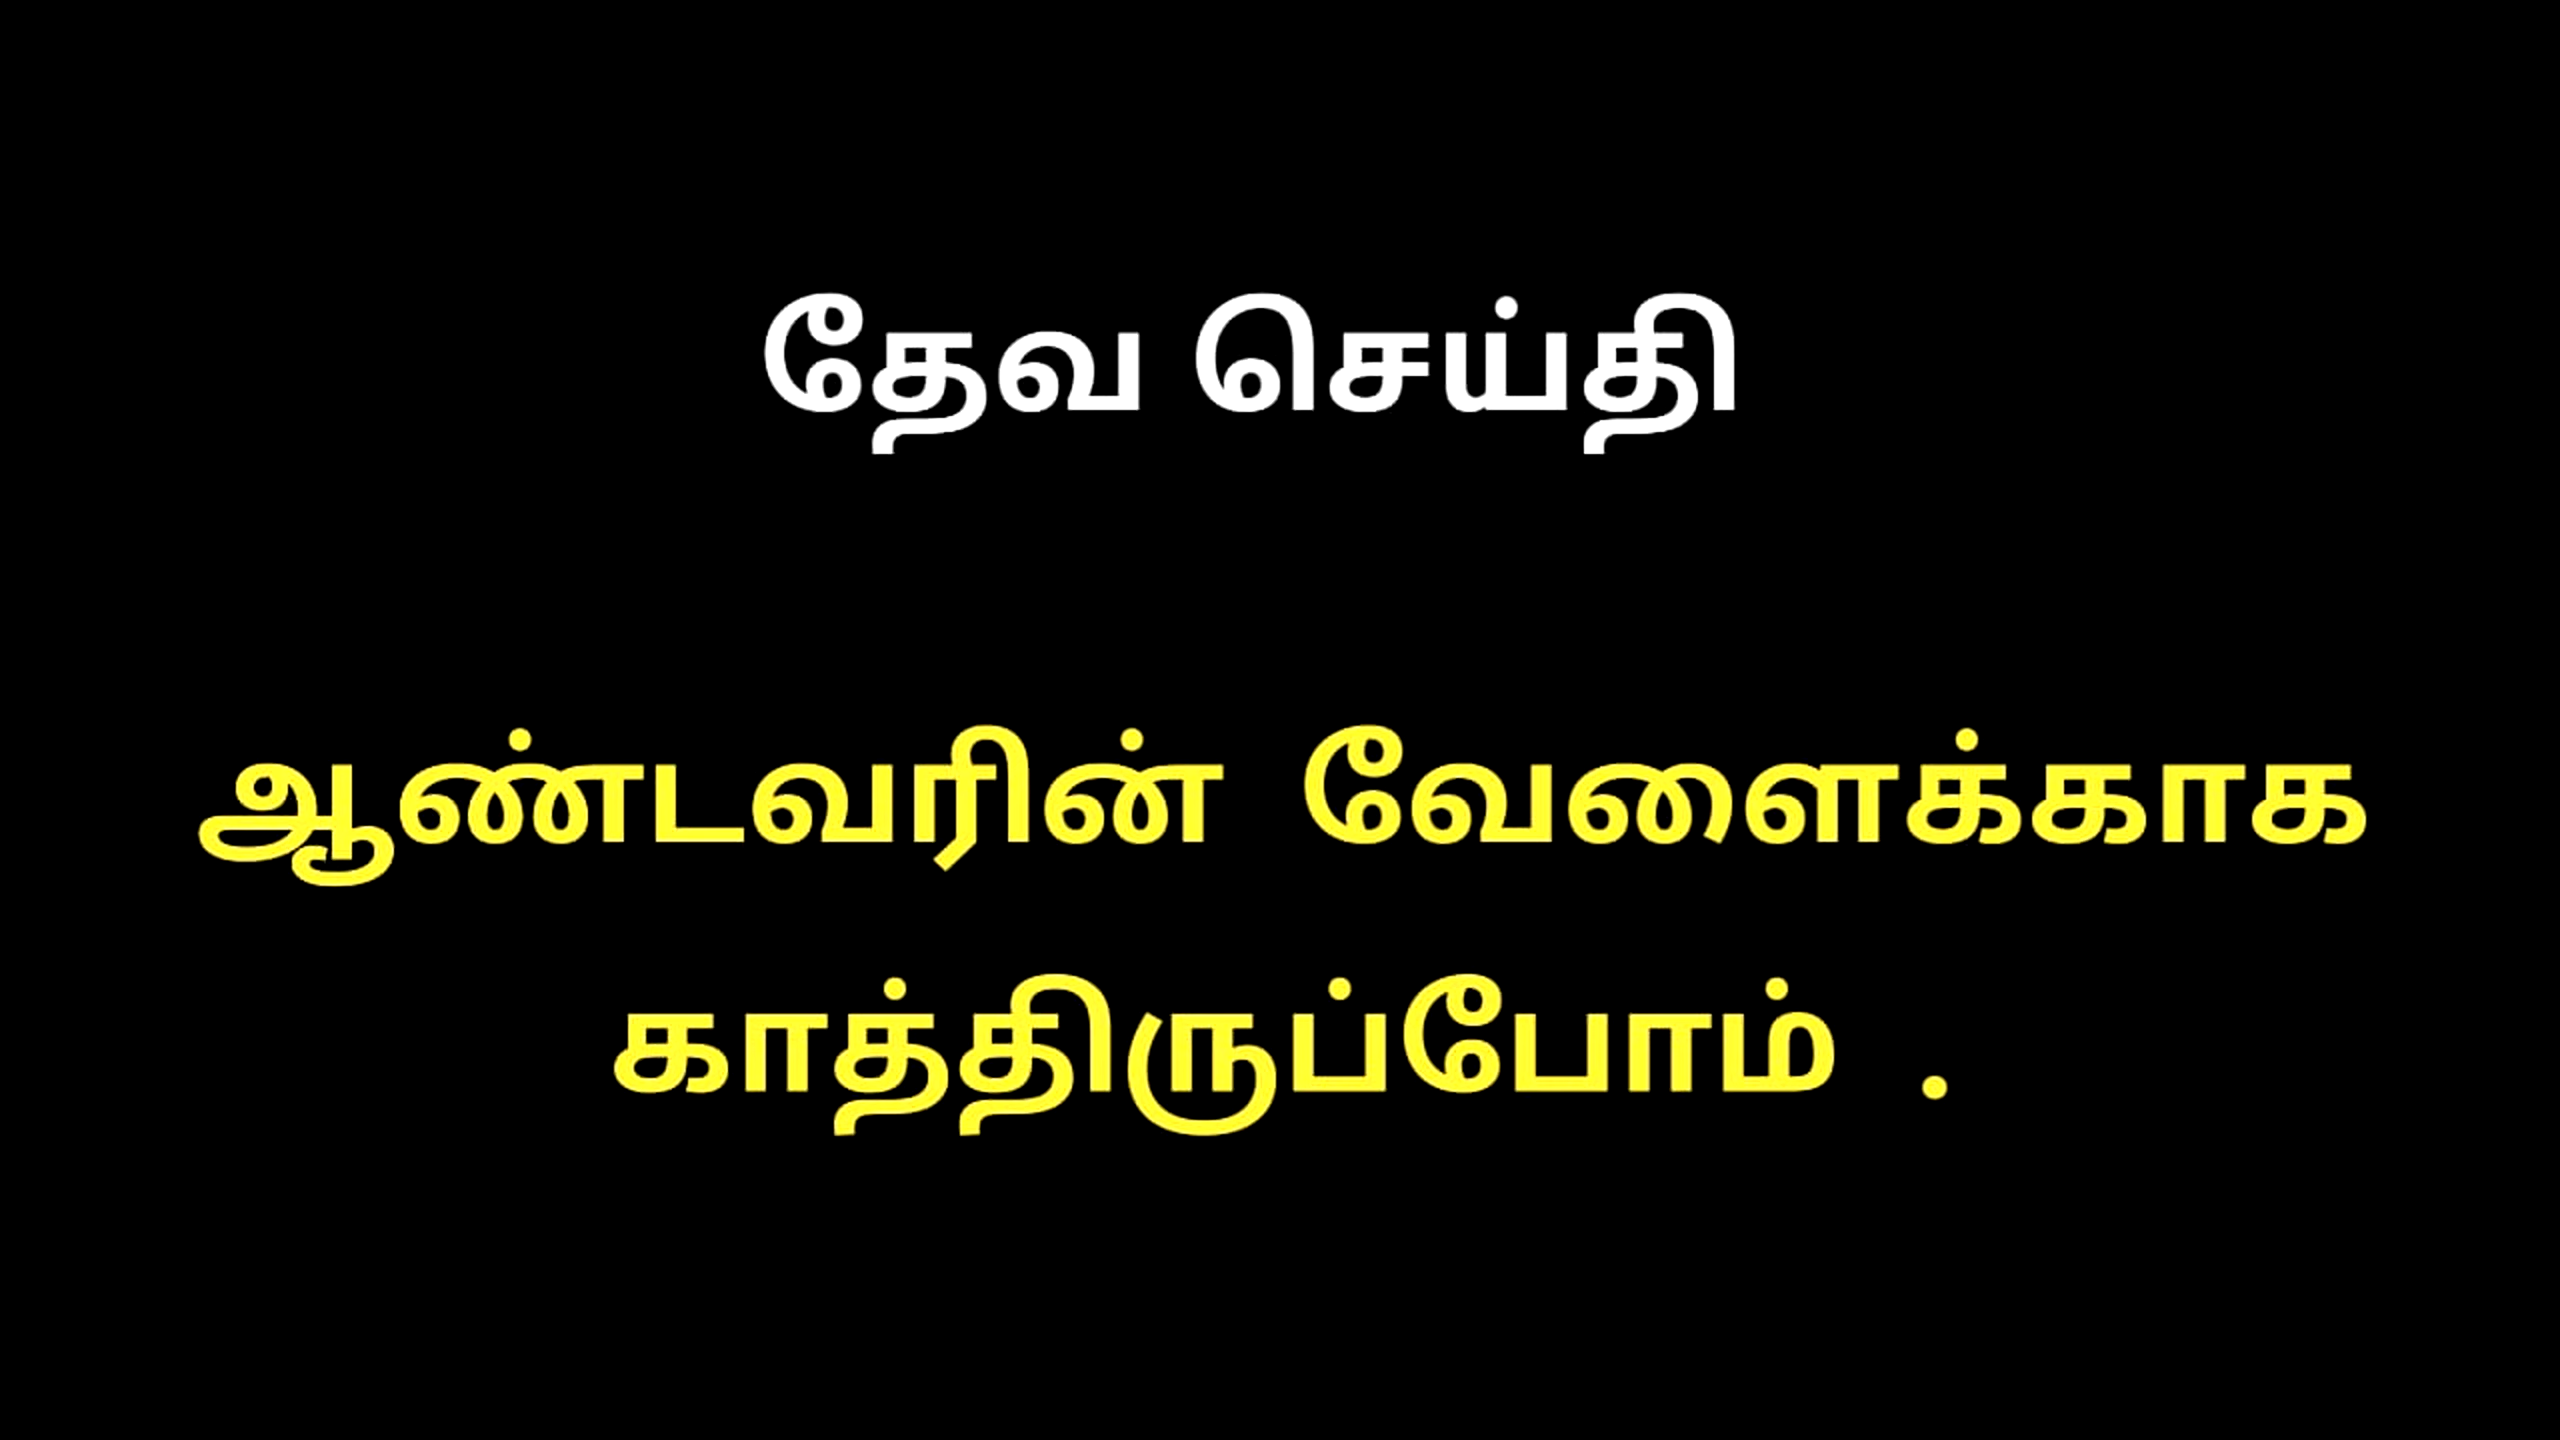 தேவ செய்தி
ஆண்டவரின் வேளைக்காக
காத்திருப்போம் .